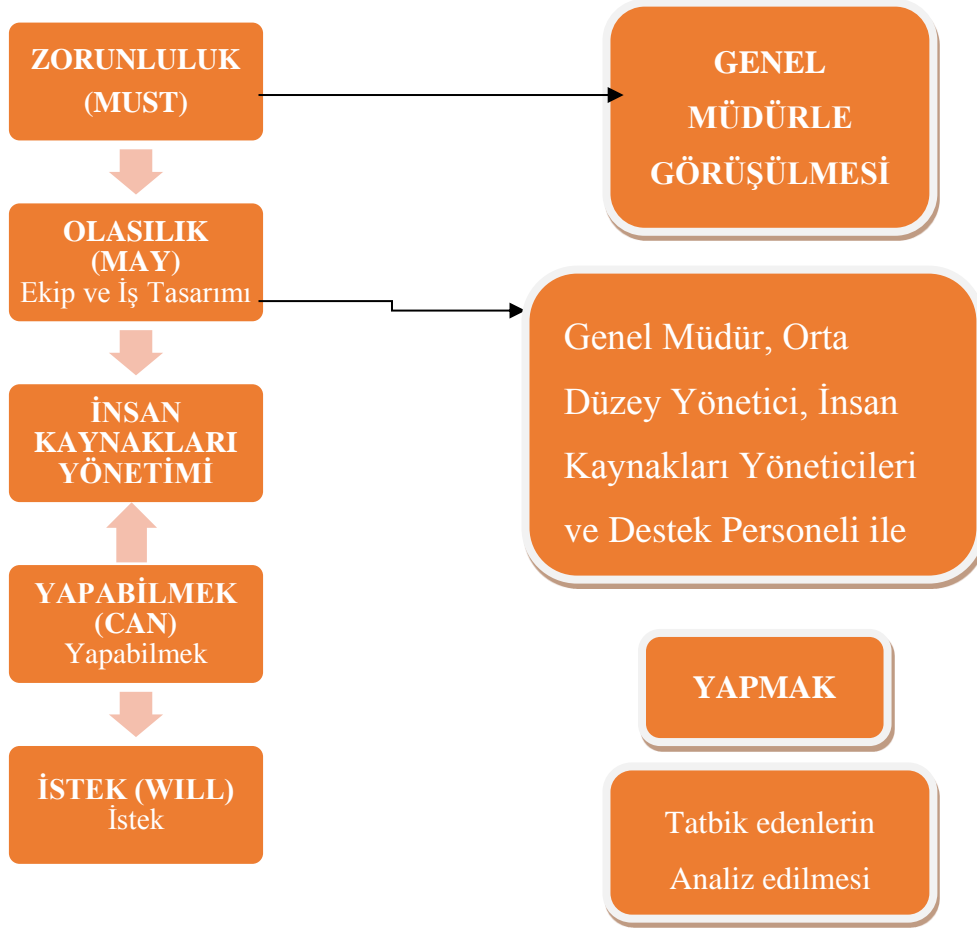 ZORUNLULUK
(MUST)
GENEL
MÜDÜRLE
GÖRÜŞÜLMESİ
OLASILIK
(MAY)
Ekip ve İş Tasarımı
Genel Müdür, Orta
Düzey Yönetici, İnsan
Kaynakları Yöneticileri
ve Destek Personeli ile
İNSAN
KAYNAKLARI
YÖNETİMİ
YAPABİLMEK
(CAN)
Yapabilmek
YAPMAK
İSTEK (WILL)
İstek
Tatbik edenlerin
Analiz edilmesi